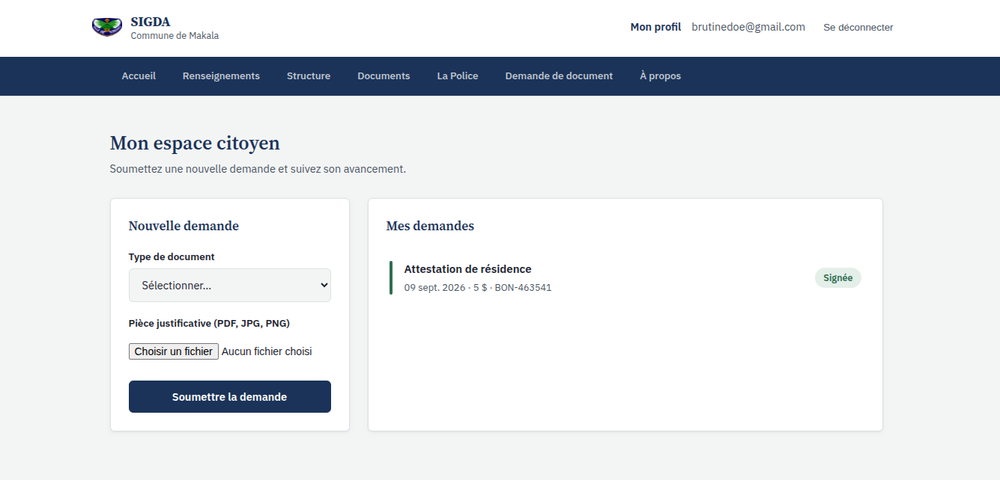 SIGDA
Commune de Makala
Mon profil brutinedoe@gmail.com Se déconnecter
Accueil Renseignements Structure Documents La Police Demande de document À propos
Mon espace citoyen
Soumettez une nouvelle demande et suivez son avancement.
Nouvelle demande
Type de document
Sélectionner...
Pièce justificative (PDF, JPG, PNG)
Choisir un fichier Aucun fichier choisi
Soumettre la demande
Mes demandes
Attestation de résidence
09 sept. 2026 · 5 $ · BON-463541
Signée